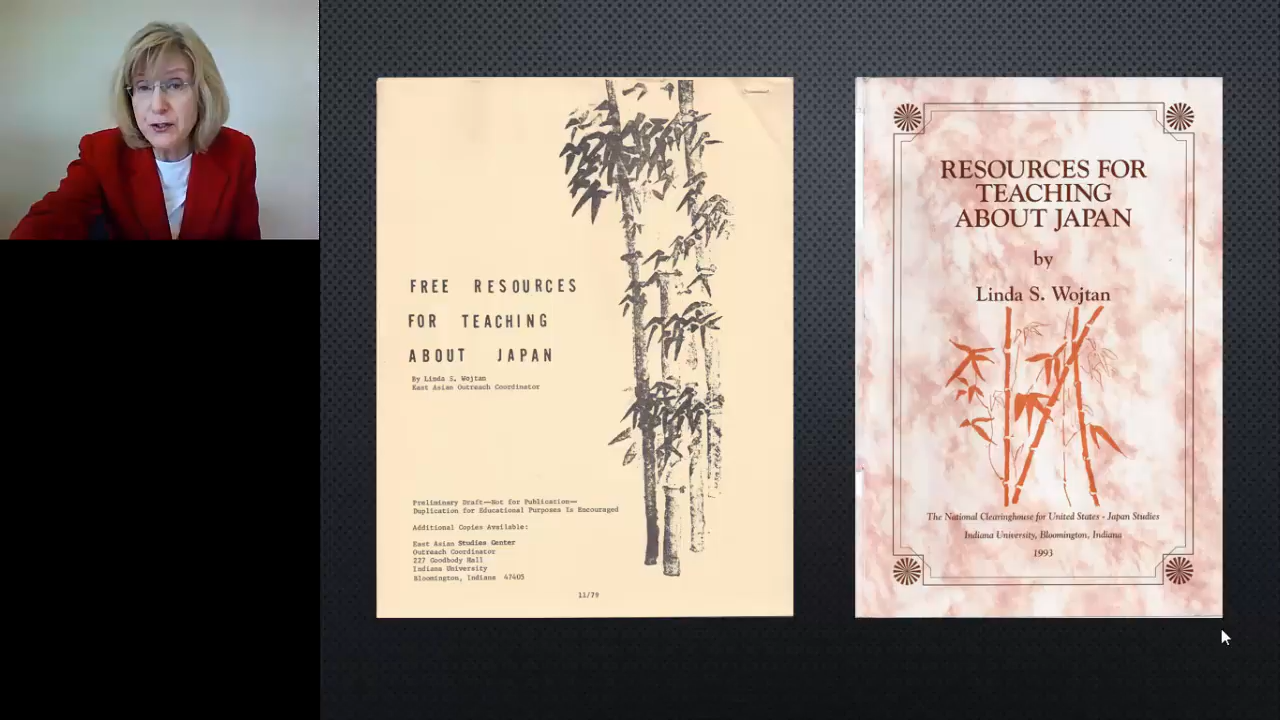 FREE RESOURCES
FOR TEACHING
ABOUT JAPAN
By Linda S. Wojtan
East Asian Outreach Coordinator
Preliminary Draft—Not for Publication—
Duplication for Educational Purposes is Encouraged
Additional Copies Available:
East Asian Studies Center
Outreach Coordinator
227 Goodbody Hall
Indiana University
Bloomington, Indiana 47405
11/79
RESOURCES FOR
TEACHING
ABOUT JAPAN
by
Linda S. Wojtan
The National Clearinghouse for United States - Japan Studies
Indiana University, Bloomington, Indiana
1993